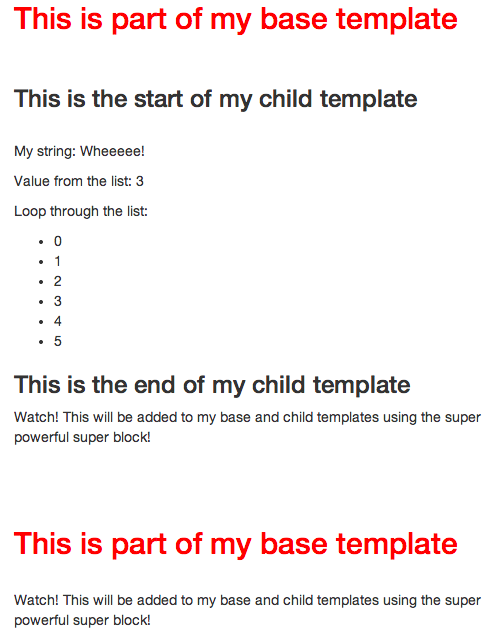 This is part of my base template
This is the start of my child template
My string: Wheeeee!
Value from the list: 3
Loop through the list:
• 0
• 1
• 2
• 3
• 4
• 5
This is the end of my child template
Watch! This will be added to my base and child templates using the super
powerful super block!
This is part of my base template
Watch! This will be added to my base and child templates using the super
powerful super block!